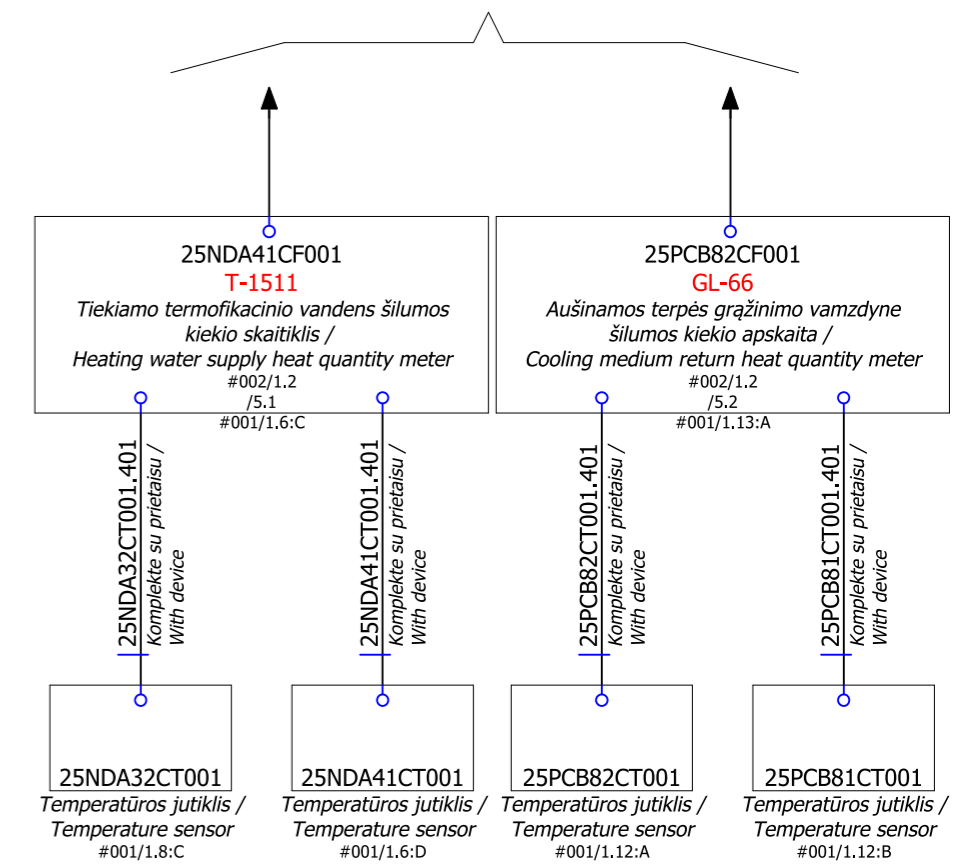 25NDA41CF001
T-1511
Tiekiamo termofikacinio vandens šilumos
kiekio skaitiklis /
Heating water supply heat quantity meter
#002/1.2
/5.1
#001/1.6:C
25PCB82CF001
GL-66
Aušinamos terpės grąžinimo vamzdyne
šilumos kiekio apskaita /
Cooling medium return heat quantity meter
#002/1.2
/5.2
#001/1.13:A
25NDA32CT001.401
Komplekte su prietaisu /
With device
25NDA41CT001.401
Komplekte su prietaisu /
With device
25PCB82CT001.401
Komplekte su prietaisu /
With device
25PCB81CT001.401
Komplekte su prietaisu /
With device
25NDA32CT001
Temperatūros jutiklis /
Temperature sensor
#001/1.8:C
25NDA41CT001
Temperatūros jutiklis /
Temperature sensor
#001/1.6:D
25PCB82CT001
Temperatūros jutiklis /
Temperature sensor
#001/1.12:A
25PCB81CT001
Temperatūros jutiklis /
Temperature sensor
#001/1.12:B